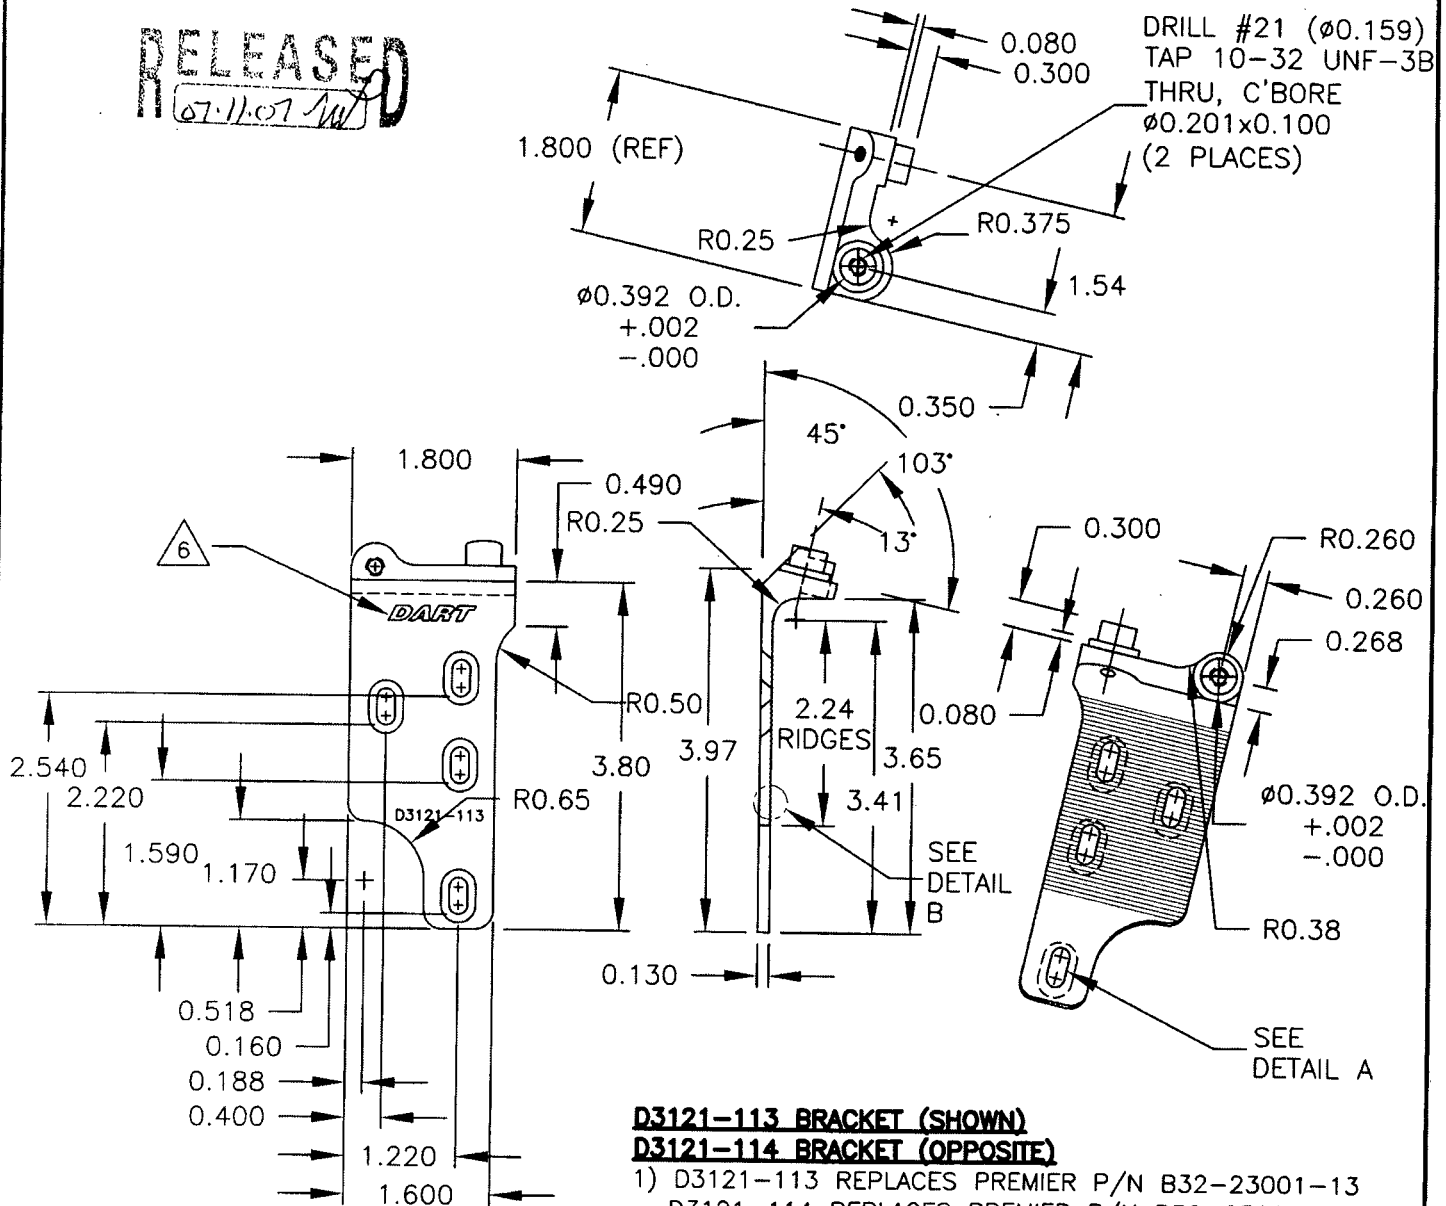 RELEASED
07.11.07
0.080
0.300
DRILL #21 (ø0.159)
TAP 10-32 UNF-3B
THRU, C'BORE
ø0.201x0.100
(2 PLACES)
1.800 (REF)
R0.25
R0.375
1.54
ø0.392 O.D.
+.002
-.000
0.350
45°
103°
13°
1.800
0.490
R0.25
6
DART
0.300
R0.260
0.260
0.268
R0.50
0.080
2.24
RIDGES
3.97
3.80
3.65
3.41
2.540
2.220
R0.65
D3121-113
1.590
1.170
ø0.392 O.D.
+.002
-.000
SEE
DETAIL
B
R0.38
0.130
0.518
0.160
0.188
0.400
1.220
1.600
SEE
DETAIL A
D3121-113 BRACKET (SHOWN)
D3121-114 BRACKET (OPPOSITE)
1) D3121-113 REPLACES PREMIER P/N B32-23001-13
D3121-114 REPLACES PREMIER P/N